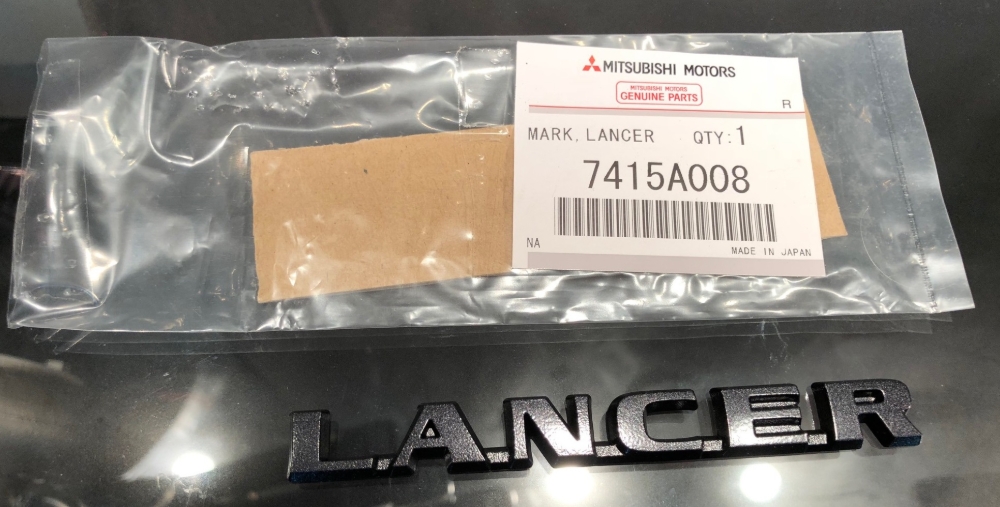 MITSUBISHI MOTORS
MITSUBISHI MOTORS
GENUINE PARTS
R
MARK, LANCER QTY:1
7415A008
NA
MADE IN JAPAN
LANCER